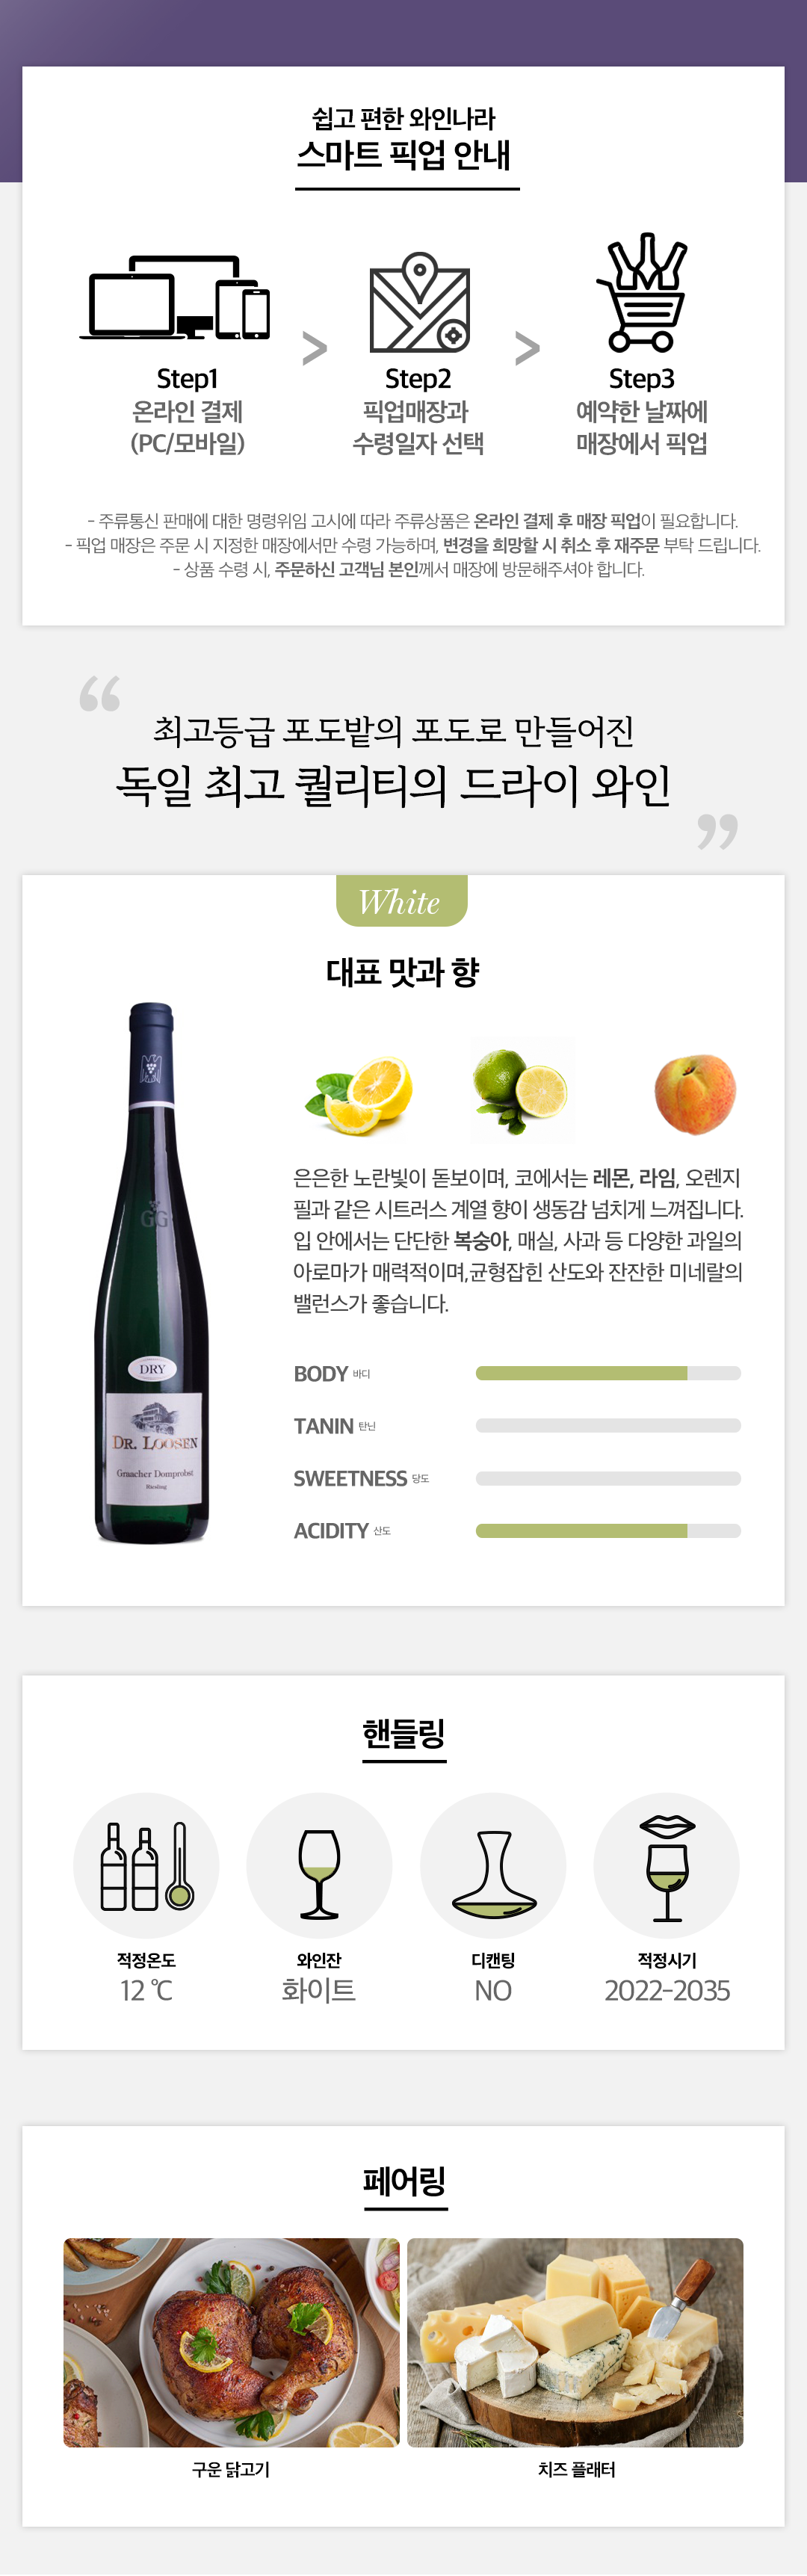 쉽고 편한 와인나라
스마트 픽업 안내
> >
Step1
온라인 결제
(PC/모바일)
Step2
픽업매장과
수령일자 선택
Step3
예약한 날짜에
매장에서 픽업
- 주류통신 판매에 대한 명령위임 고시에 따라 주류상품은 온라인 결제 후 매장 픽업이 필요합니다.
- 픽업 매장은 주문 시 지정한 매장에서만 수령 가능하며, 변경을 희망할 시 취소 후 재주문 부탁 드립니다.
- 상품 수령 시, 주문하신 고객님 본인께서 매장에 방문해주셔야 합니다.
“
최고등급 포도밭의 포도로 만들어진
독일 최고 퀄리티의 드라이 와인
”
White
대표 맛과 향
GG
DRY
DR. LOOSEN
Graacher Domprobst
Riesling
은은한 노란빛이 돋보이며, 코에서는 레몬, 라임, 오렌지
필과 같은 시트러스 계열 향이 생동감 넘치게 느껴집니다.
입 안에서는 단단한 복숭아, 매실, 사과 등 다양한 과일의
아로마가 매력적이며,균형잡힌 산도와 잔잔한 미네랄의
밸런스가 좋습니다.
BODY 바디
TANIN 탄닌
SWEETNESS 당도
ACIDITY 산도
핸들링
적정온도
12 ℃
와인잔
화이트
디캔팅
NO
적정시기
2022-2035
페어링
구운 닭고기
치즈 플래터